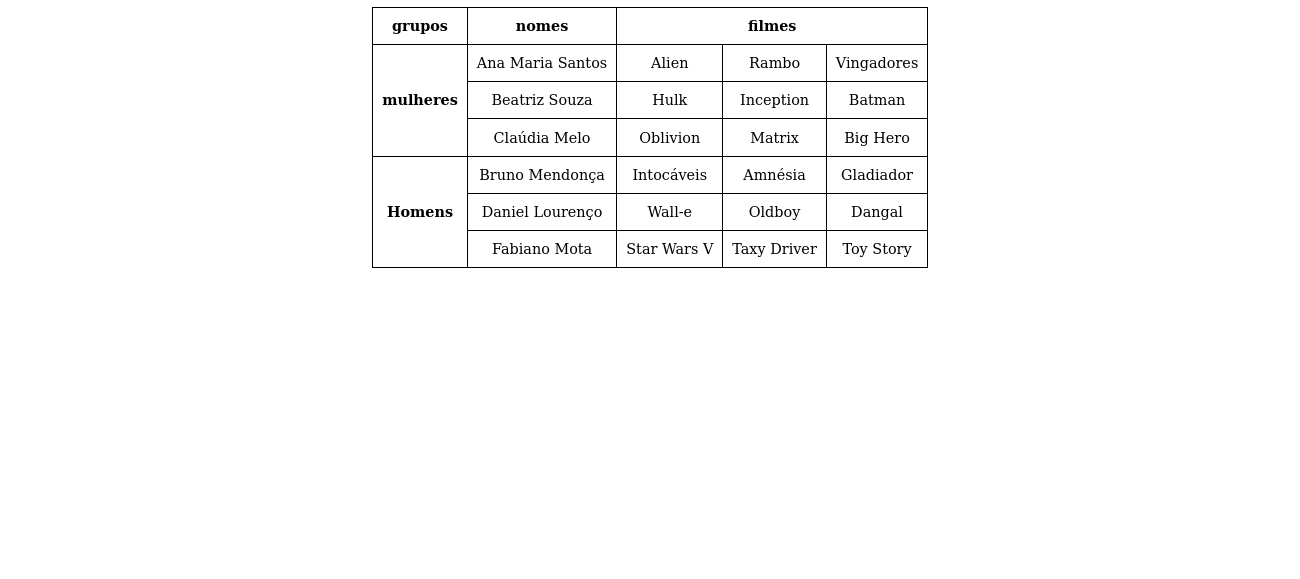 grupos nomes filmes
Ana Maria Santos Alien Rambo Vingadores
mulheres Beatriz Souza Hulk Inception Batman
Claúdia Melo Oblivion Matrix Big Hero
Bruno Mendonça Intocáveis Amnésia Gladiador
Homens Daniel Lourenço Wall-e Oldboy Dangal
Fabiano Mota Star Wars V Taxy Driver Toy Story